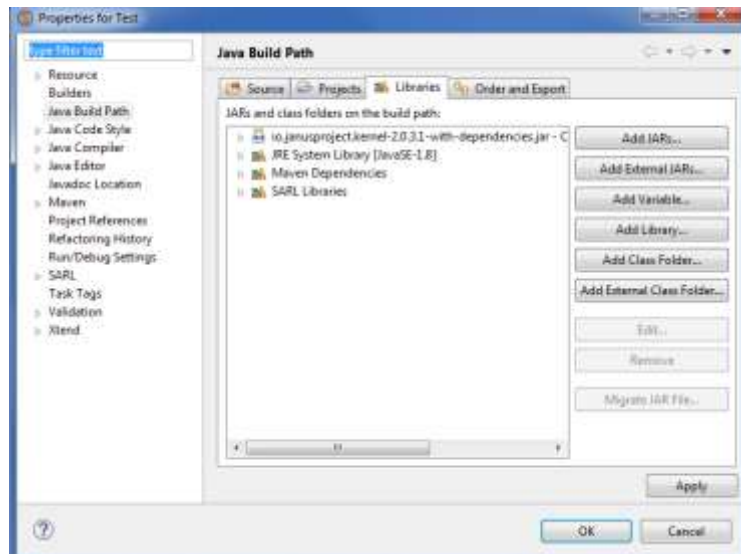 Properties for Test
type filter text
Resource
Builders
Java Build Path
Java Code Style
Java Compiler
Java Editor
Javadoc Location
Maven
Project References
Refactoring History
Run/Debug Settings
SARL
Task Tags
Validation
Xtend
Java Build Path
Source Projects Libraries Order and Export
JARs and class folders on the build path:
io.janusproject.kernel-2.0.3.1-with-dependencies.jar - C
JRE System Library [JavaSE-1.8]
Maven Dependencies
SARL Libraries
Add JARs...
Add External JARs...
Add Variable...
Add Library...
Add Class Folder...
Add External Class Folder...
Edit...
Remove
Migrate JAR File...
Apply
OK
Cancel